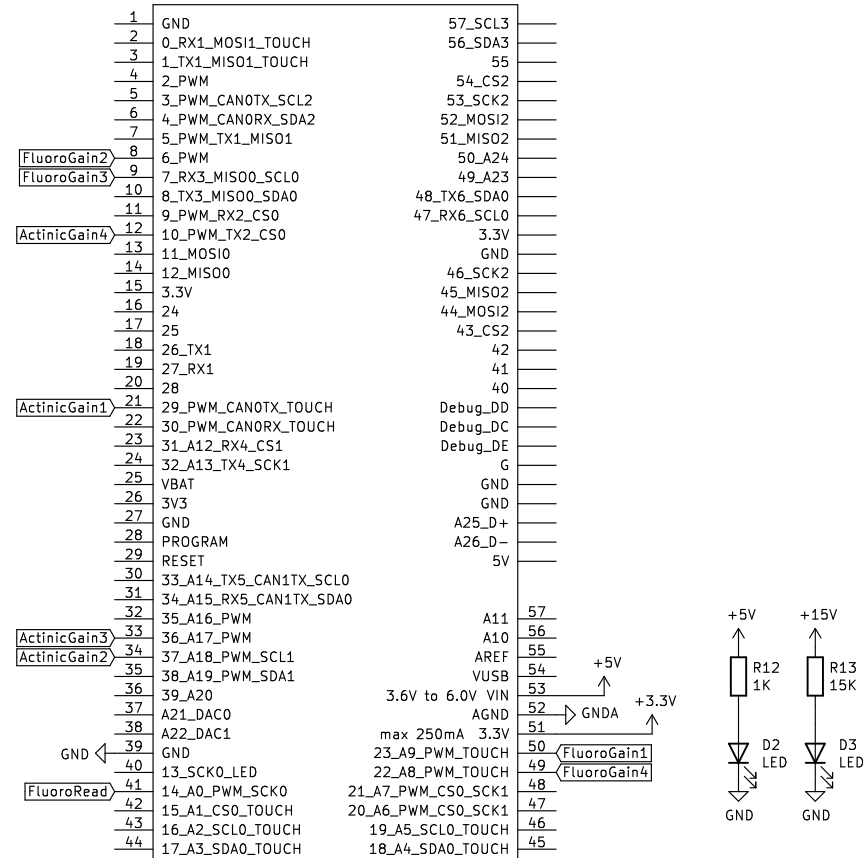 1 GND 57_SCL3
2 0_RX1_MOSI1_TOUCH 56_SDA3
3 1_TX1_MISO1_TOUCH 55
4 2_PWM 54_CS2
5 3_PWM_CAN0TX_SCL2 53_SCK2
6 4_PWM_CAN0RX_SDA2 52_MOSI2
7 5_PWM_TX1_MISO1 51_MISO2
FluoroGain2 8 6_PWM 50_A24
FluoroGain3 9 7_RX3_MISO0_SCL0 49_A23
10 8_TX3_MISO0_SDA0 48_TX6_SDA0
11 9_PWM_RX2_CS0 47_RX6_SCL0
ActinicGain4 12 10_PWM_TX2_CS0 3.3V
13 11_MOSI0 GND
14 12_MISO0 46_SCK2
15 3.3V 45_MISO2
16 24 44_MOSI2
17 25 43_CS2
18 26_TX1 42
19 27_RX1 41
20 28 40
ActinicGain1 21 29_PWM_CAN0TX_TOUCH Debug_DD
22 30_PWM_CAN0RX_TOUCH Debug_DC
23 31_A12_RX4_CS1 Debug_DE
24 32_A13_TX4_SCK1 G
25 VBAT GND
26 3V3 GND
27 GND A25_D+
28 PROGRAM A26_D-
29 RESET 5V
30 33_A14_TX5_CAN1TX_SCL0
31 34_A15_RX5_CAN1TX_SDA0
32 35_A16_PWM A11 57
ActinicGain3 33 36_A17_PWM A10 56
ActinicGain2 34 37_A18_PWM_SCL1 AREF 55
35 38_A19_PWM_SDA1 VUSB 54
36 39_A20 3.6V to 6.0V VIN 53 +5V
37 A21_DAC0 AGND 52 GNDA
38 A22_DAC1 max 250mA 3.3V 51 +3.3V
GND 39 GND 23_A9_PWM_TOUCH 50 FluoroGain1
40 13_SCK0_LED 22_A8_PWM_TOUCH 49 FluoroGain4
FluoroRead 41 14_A0_PWM_SCK0 21_A7_PWM_CS0_SCK1 48
42 15_A1_CS0_TOUCH 20_A6_PWM_CS0_SCK1 47
43 16_A2_SCL0_TOUCH 19_A5_SCL0_TOUCH 46
44 17_A3_SDA0_TOUCH 18_A4_SDA0_TOUCH 45
+5V +15V
R12 R13
1K 15K
D2 D3
LED LED
GND GND